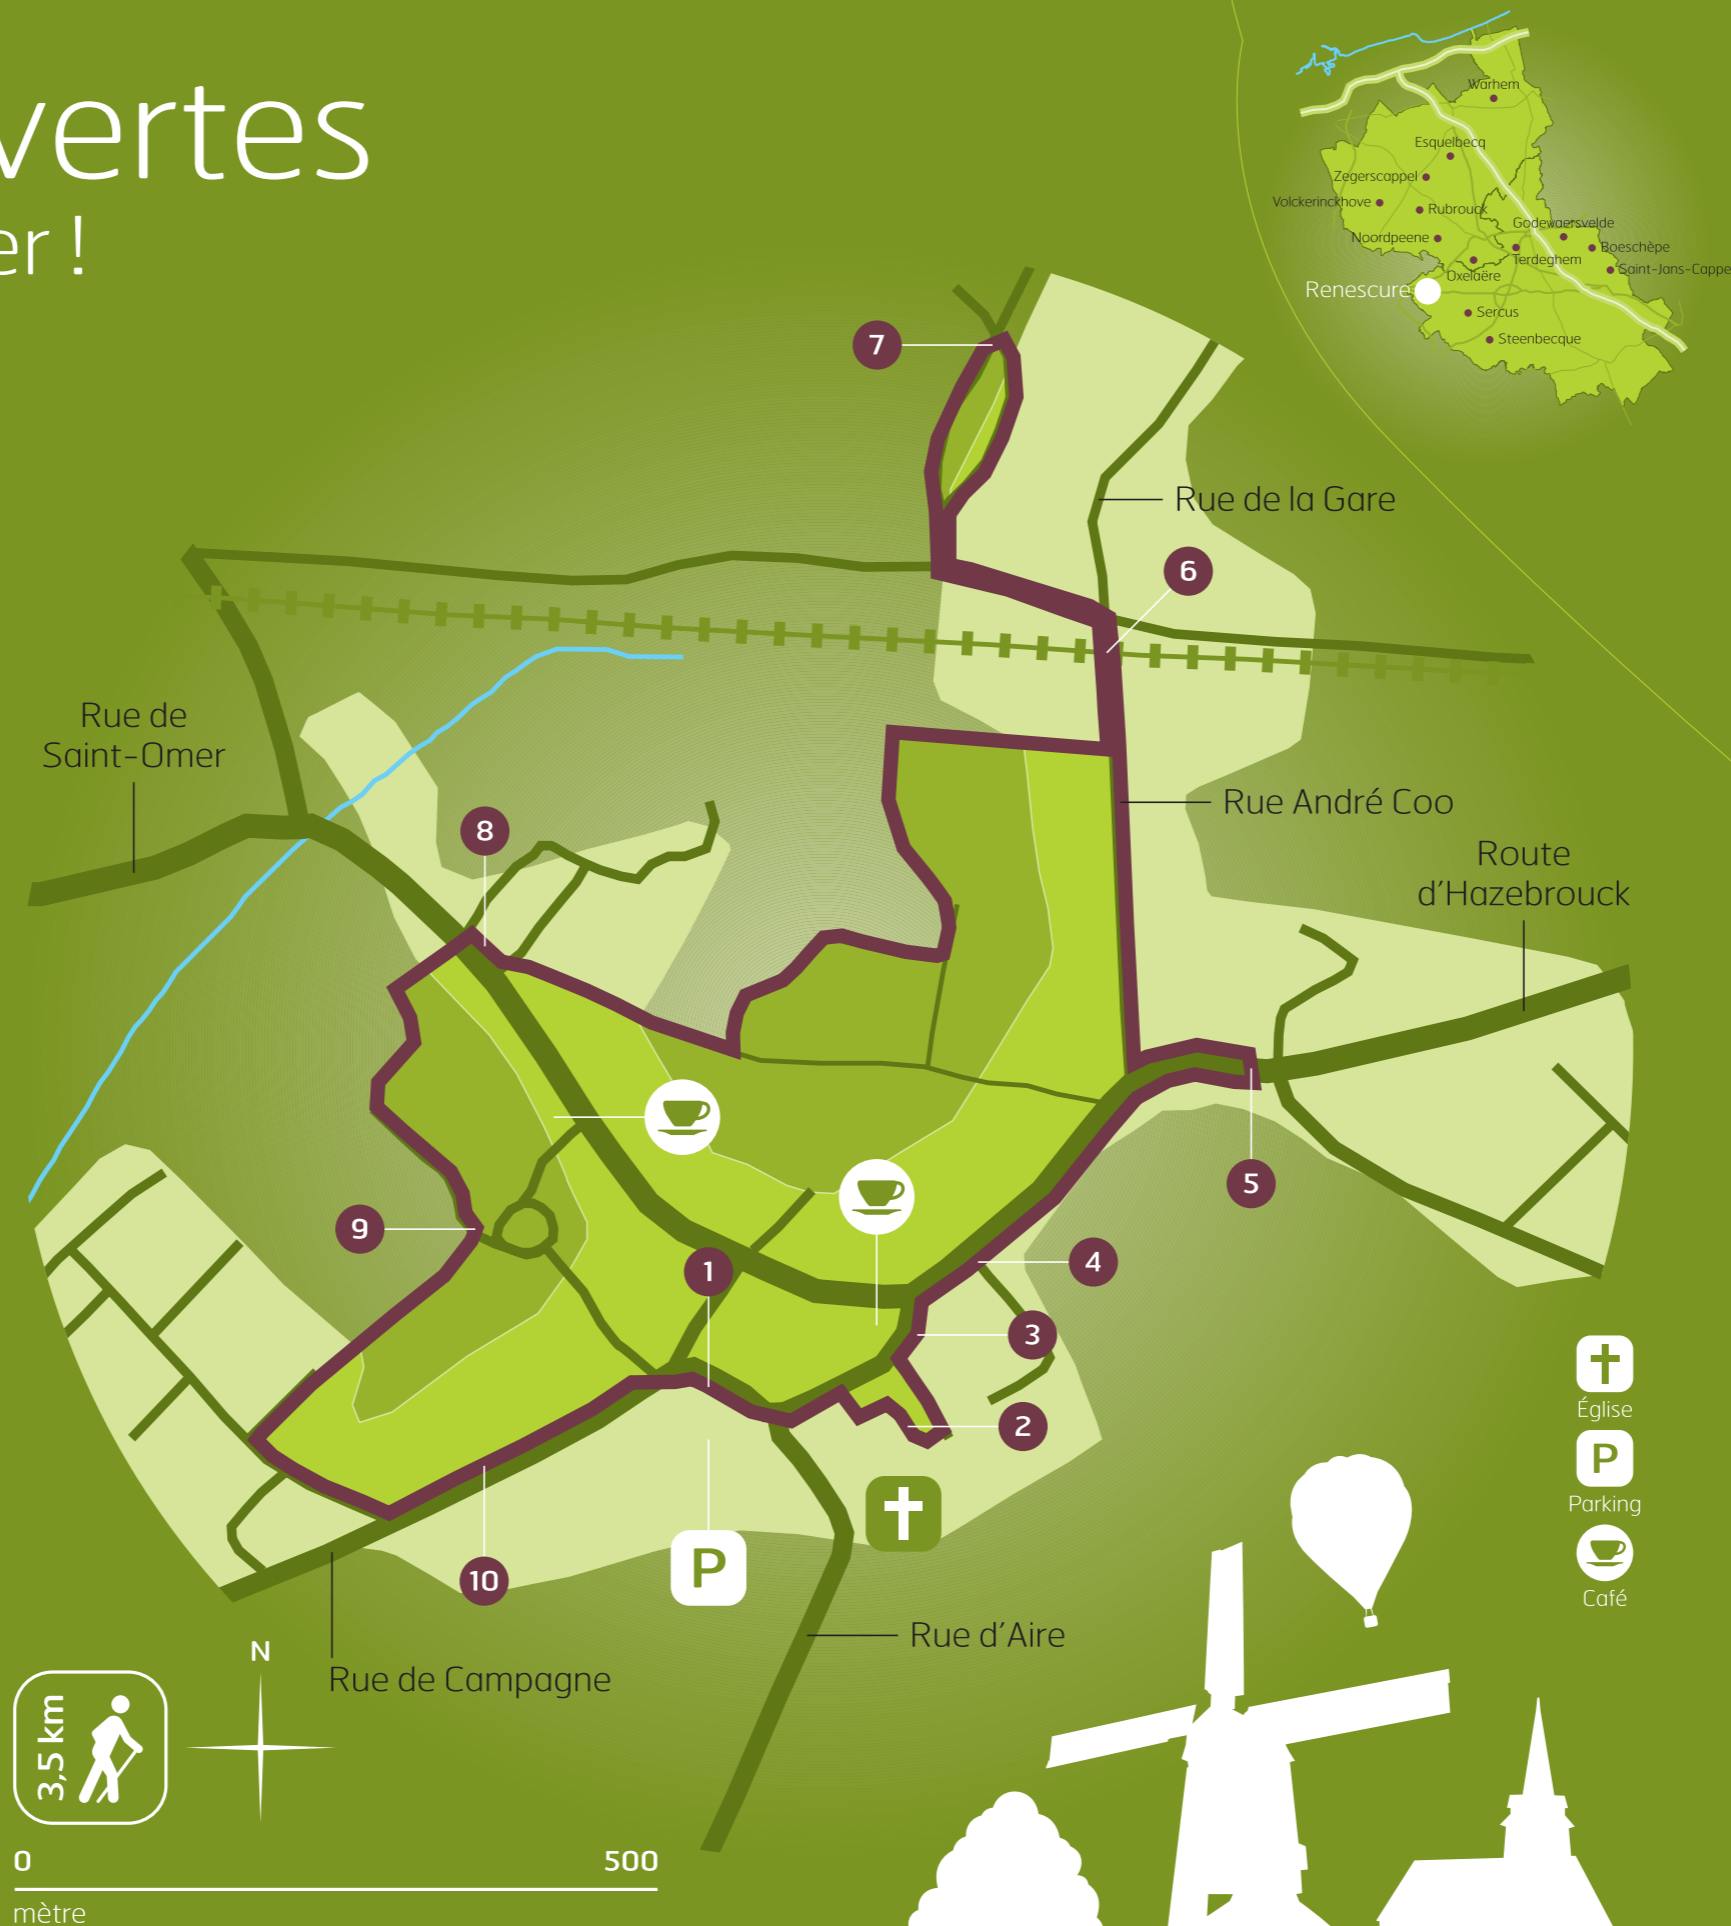 vertes
er !
Warhem
Esquelbecq
Zegerscappel
Volckerinckhove
Rubrouck
Godewaersvelde
Noordpeene
Boeschèpe
Terdeghem
Saint-Jans-Cappe
Oxelaëre
Renescure
Sercus
Steenbecque
7
Rue de la Gare
6
Rue de
Saint-Omer
Rue André Coo
8
Route
d'Hazebrouck
5
9
1
4
3
2
Église
P
Parking
Café
10
P
Rue d'Aire
Rue de Campagne
N
3,5 km
0
500
mètre